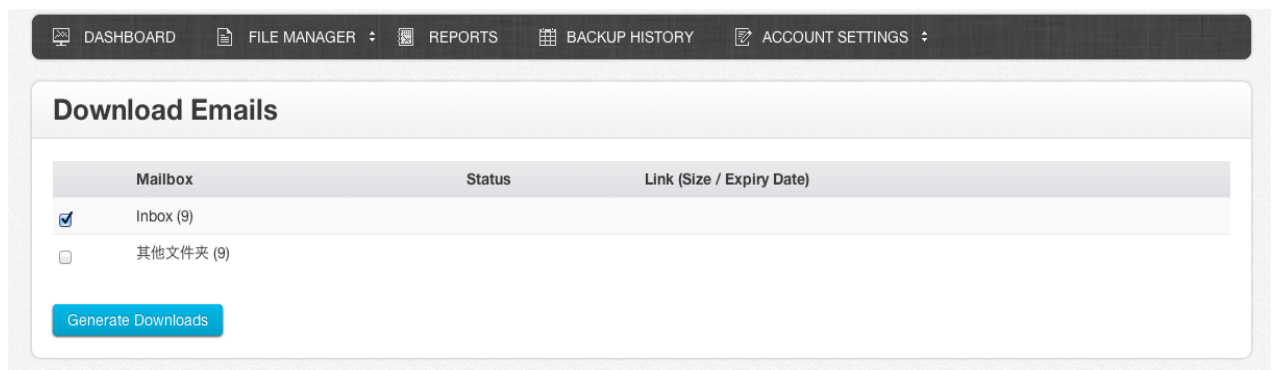 DASHBOARD FILE MANAGER REPORTS BACKUP HISTORY ACCOUNT SETTINGS
Download Emails
Mailbox Status Link (Size / Expiry Date)
Inbox (9)
其他文件夹 (9)
Generate Downloads